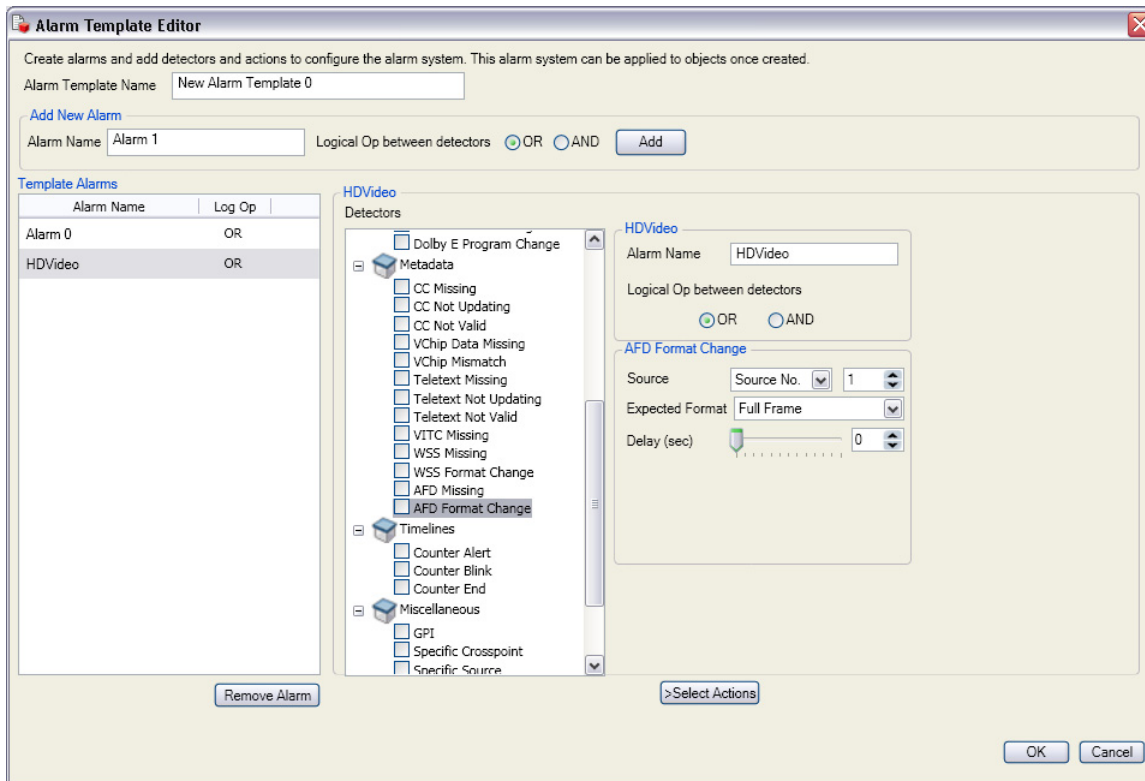 Alarm Template Editor
Create alarms and add detectors and actions to configure the alarm system. This alarm system can be applied to objects once created.
Alarm Template Name New Alarm Template 0
Add New Alarm
Alarm Name Alarm 1 Logical Op between detectors OR AND Add
Template Alarms
Alarm Name Log Op
Alarm 0 OR
HDVideo OR
Remove Alarm
HDVideo
Detectors
Dolby E Program Change
Metadata
CC Missing
CC Not Updating
CC Not Valid
VChip Data Missing
VChip Mismatch
Teletext Missing
Teletext Not Updating
Teletext Not Valid
VITC Missing
WSS Missing
WSS Format Change
AFD Missing
AFD Format Change
Timelines
Counter Alert
Counter Blink
Counter End
Miscellaneous
GPI
Specific Crosspoint
Specific Source
HDVideo
Alarm Name HDVideo
Logical Op between detectors
OR AND
AFD Format Change
Source Source No. 1
Expected Format Full Frame
Delay (sec) 0
>Select Actions
OK Cancel